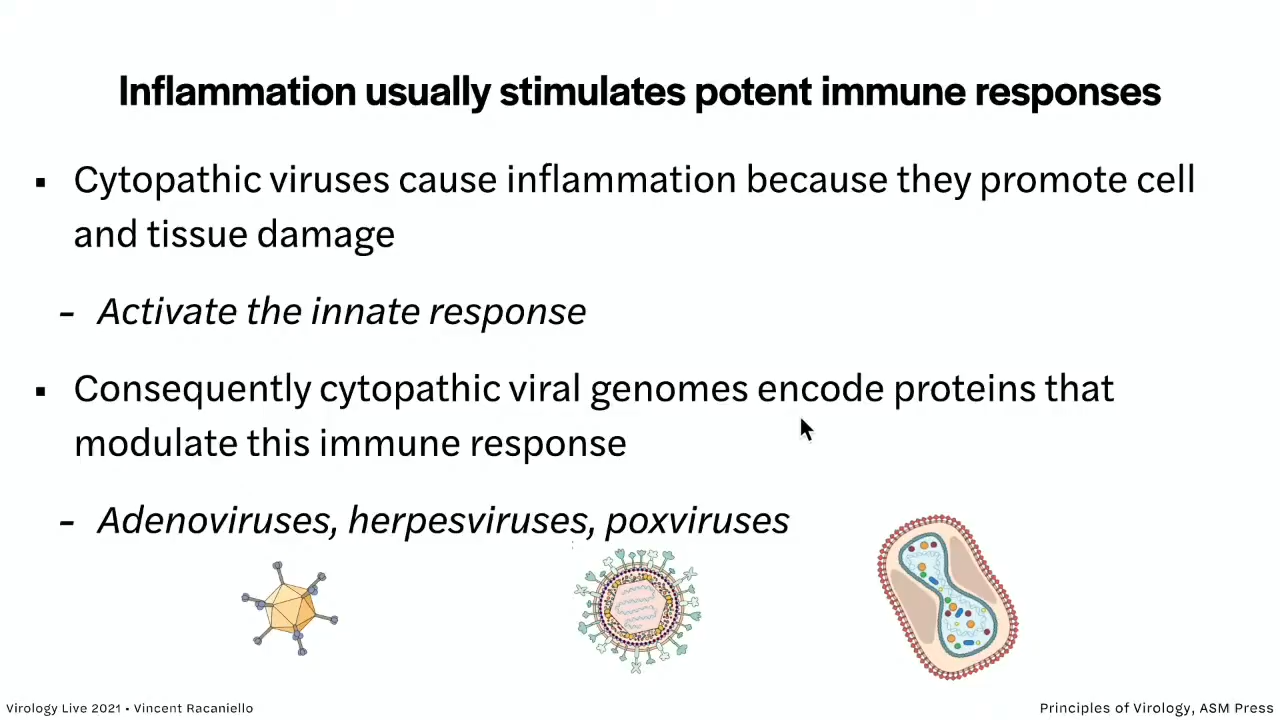 Inflammation usually stimulates potent immune responses
▪ Cytopathic viruses cause inflammation because they promote cell
and tissue damage
- Activate the innate response
▪ Consequently cytopathic viral genomes encode proteins that
modulate this immune response
- Adenoviruses, herpesviruses, poxviruses
Virology Live 2021 • Vincent Racaniello
Principles of Virology, ASM Press